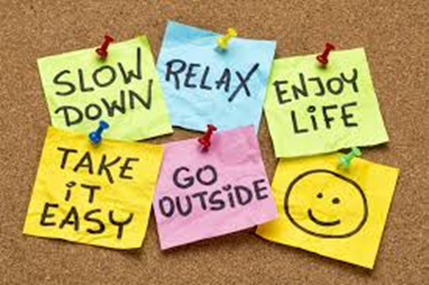 SLOW
DOWN
RELAX
ENJOY
LiFE
TAKE
iT
EASY
GO
OUTSiDE